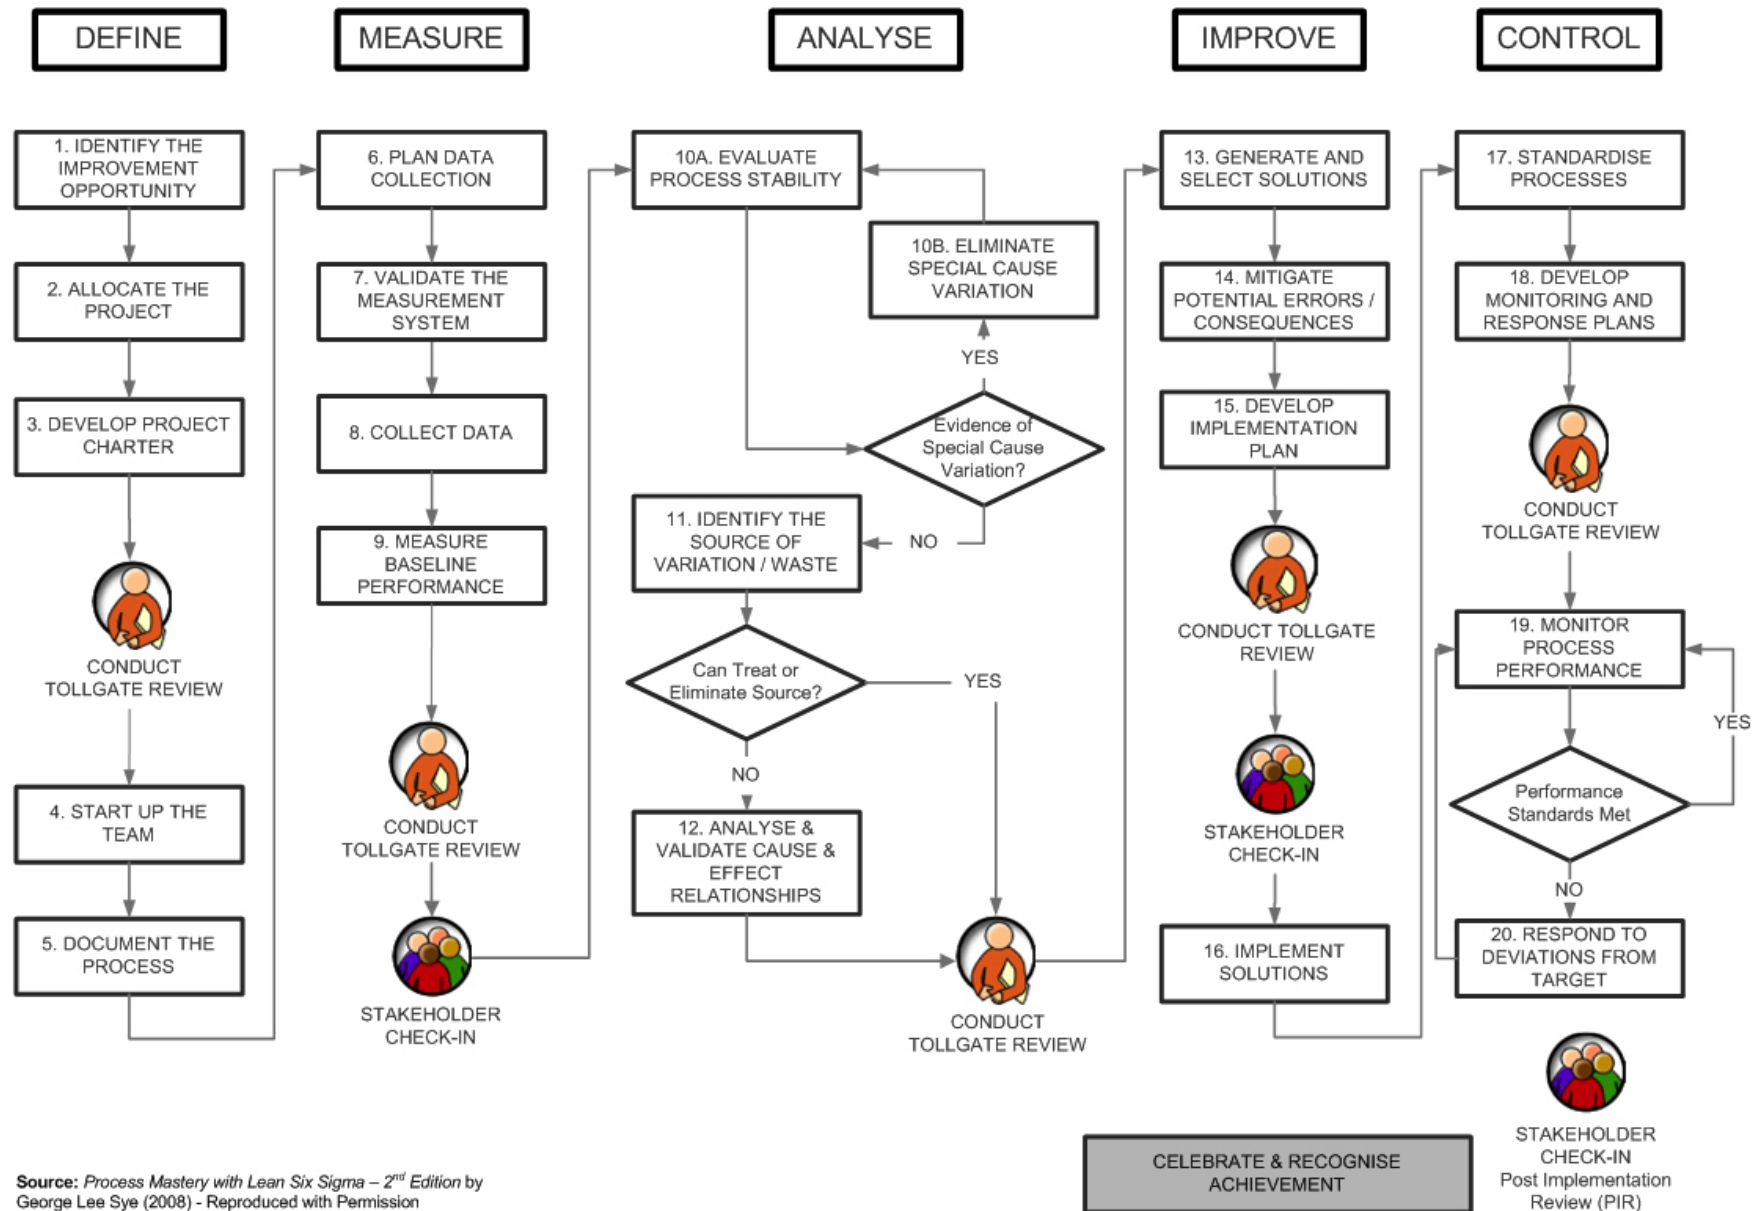 DEFINE
MEASURE
ANALYSE
IMPROVE
CONTROL
1. IDENTIFY THE
IMPROVEMENT
OPPORTUNITY
2. ALLOCATE THE
PROJECT
3. DEVELOP PROJECT
CHARTER
CONDUCT
TOLLGATE REVIEW
4. START UP THE
TEAM
5. DOCUMENT THE
PROCESS
6. PLAN DATA
COLLECTION
7. VALIDATE THE
MEASUREMENT
SYSTEM
8. COLLECT DATA
9. MEASURE
BASELINE
PERFORMANCE
CONDUCT
TOLLGATE REVIEW
STAKEHOLDER
CHECK-IN
10A. EVALUATE
PROCESS STABILITY
10B. ELIMINATE
SPECIAL CAUSE
VARIATION
YES
Evidence of
Special Cause
Variation?
NO
11. IDENTIFY THE
SOURCE OF
VARIATION / WASTE
Can Treat or
Eliminate Source?
YES
NO
12. ANALYSE &
VALIDATE CAUSE &
EFFECT
RELATIONSHIPS
CONDUCT
TOLLGATE REVIEW
13. GENERATE AND
SELECT SOLUTIONS
14. MITIGATE
POTENTIAL ERRORS /
CONSEQUENCES
15. DEVELOP
IMPLEMENTATION
PLAN
CONDUCT TOLLGATE
REVIEW
STAKEHOLDER
CHECK-IN
16. IMPLEMENT
SOLUTIONS
17. STANDARDISE
PROCESSES
18. DEVELOP
MONITORING AND
RESPONSE PLANS
CONDUCT
TOLLGATE REVIEW
19. MONITOR
PROCESS
PERFORMANCE
YES
Performance
Standards Met
NO
20. RESPOND TO
DEVIATIONS FROM
TARGET
STAKEHOLDER
CHECK-IN
Post Implementation
Review (PIR)
CELEBRATE & RECOGNISE
ACHIEVEMENT
Source: Process Mastery with Lean Six Sigma – 2nd Edition by
George Lee Sye (2008) - Reproduced with Permission